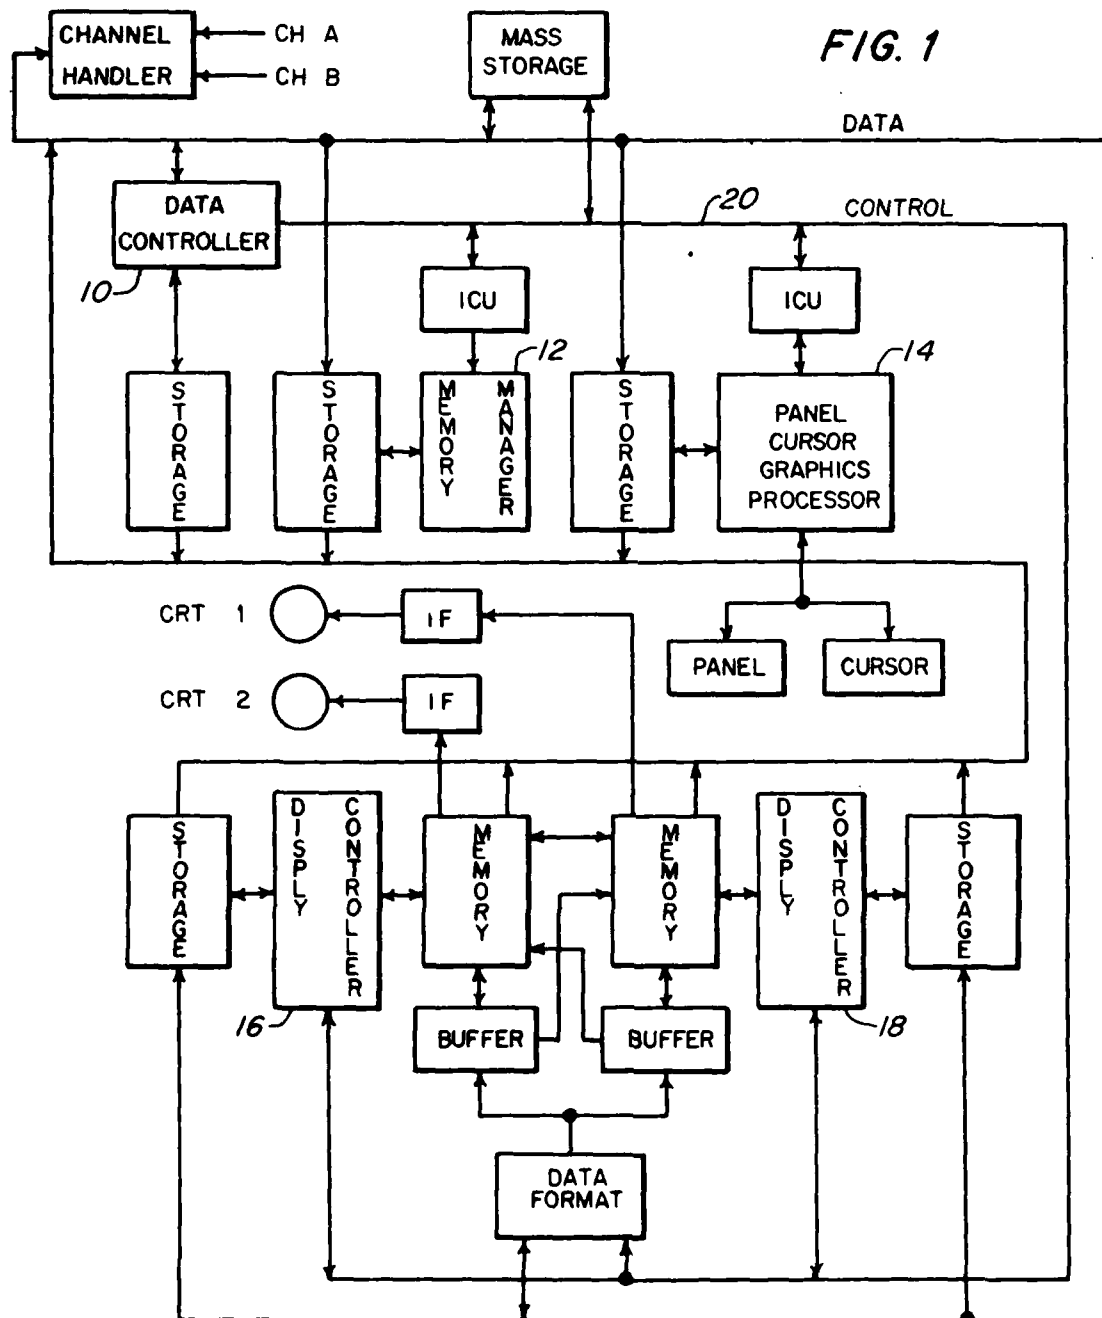 FIG. 1
CHANNEL
HANDLER
CH A
CH B
MASS
STORAGE
DATA
DATA
CONTROLLER
10
20
CONTROL
ICU
ICU
12
14
STORAGE
STORAGE
MEMORY
MANAGER
STORAGE
PANEL
CURSOR
GRAPHICS
PROCESSOR
CRT 1
IF
PANEL
CURSOR
CRT 2
IF
STORAGE
DISPLY
CONTROLLER
MEMORY
MEMORY
DISPLY
CONTROLLER
STORAGE
16
18
BUFFER
BUFFER
DATA
FORMAT